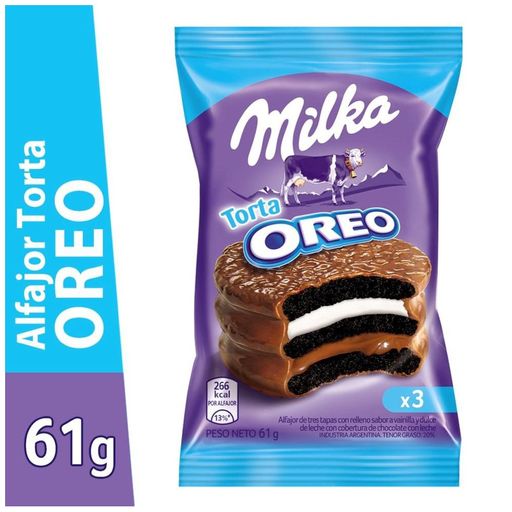 Alfajor Torta
OREO
61g
Milka
Torta
OREO
x3
266
kcal
POR ALFAJOR
13%*
PESO NETO 61g
Alfajor de tres tapas con relleno sabor a vainilla y dulce
de leche con cobertura de chocolate con leche
INDUSTRIA ARGENTINA. TENOR GRASO: 20%